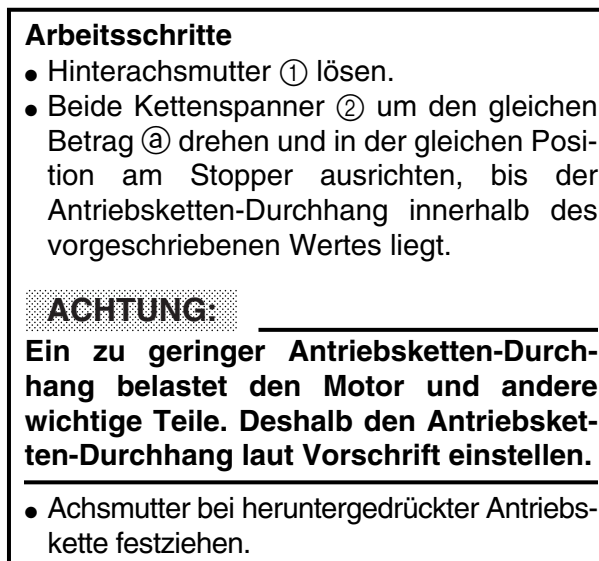 Arbeitsschritte
● Hinterachsmutter ① lösen.
● Beide Kettenspanner ② um den gleichen
Betrag ⓐ drehen und in der gleichen Posi-
tion am Stopper ausrichten, bis der
Antriebsketten-Durchhang innerhalb des
vorgeschriebenen Wertes liegt.
ACHTUNG:
Ein zu geringer Antriebsketten-Durch-
hang belastet den Motor und andere
wichtige Teile. Deshalb den Antriebsket-
ten-Durchhang laut Vorschrift einstellen.
● Achsmutter bei heruntergedrückter Antriebs-
kette festziehen.